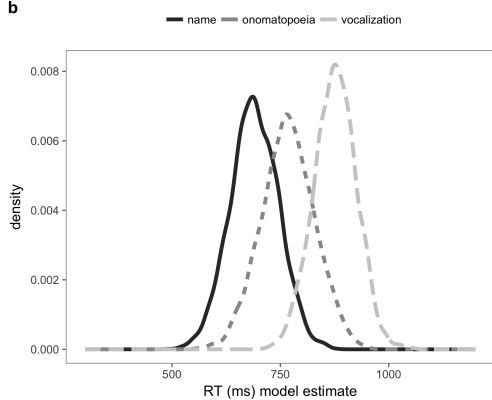 b
name onomatopoeia vocalization
0.008
0.006
0.004
0.002
0.000
density
500 750 1000
RT (ms) model estimate